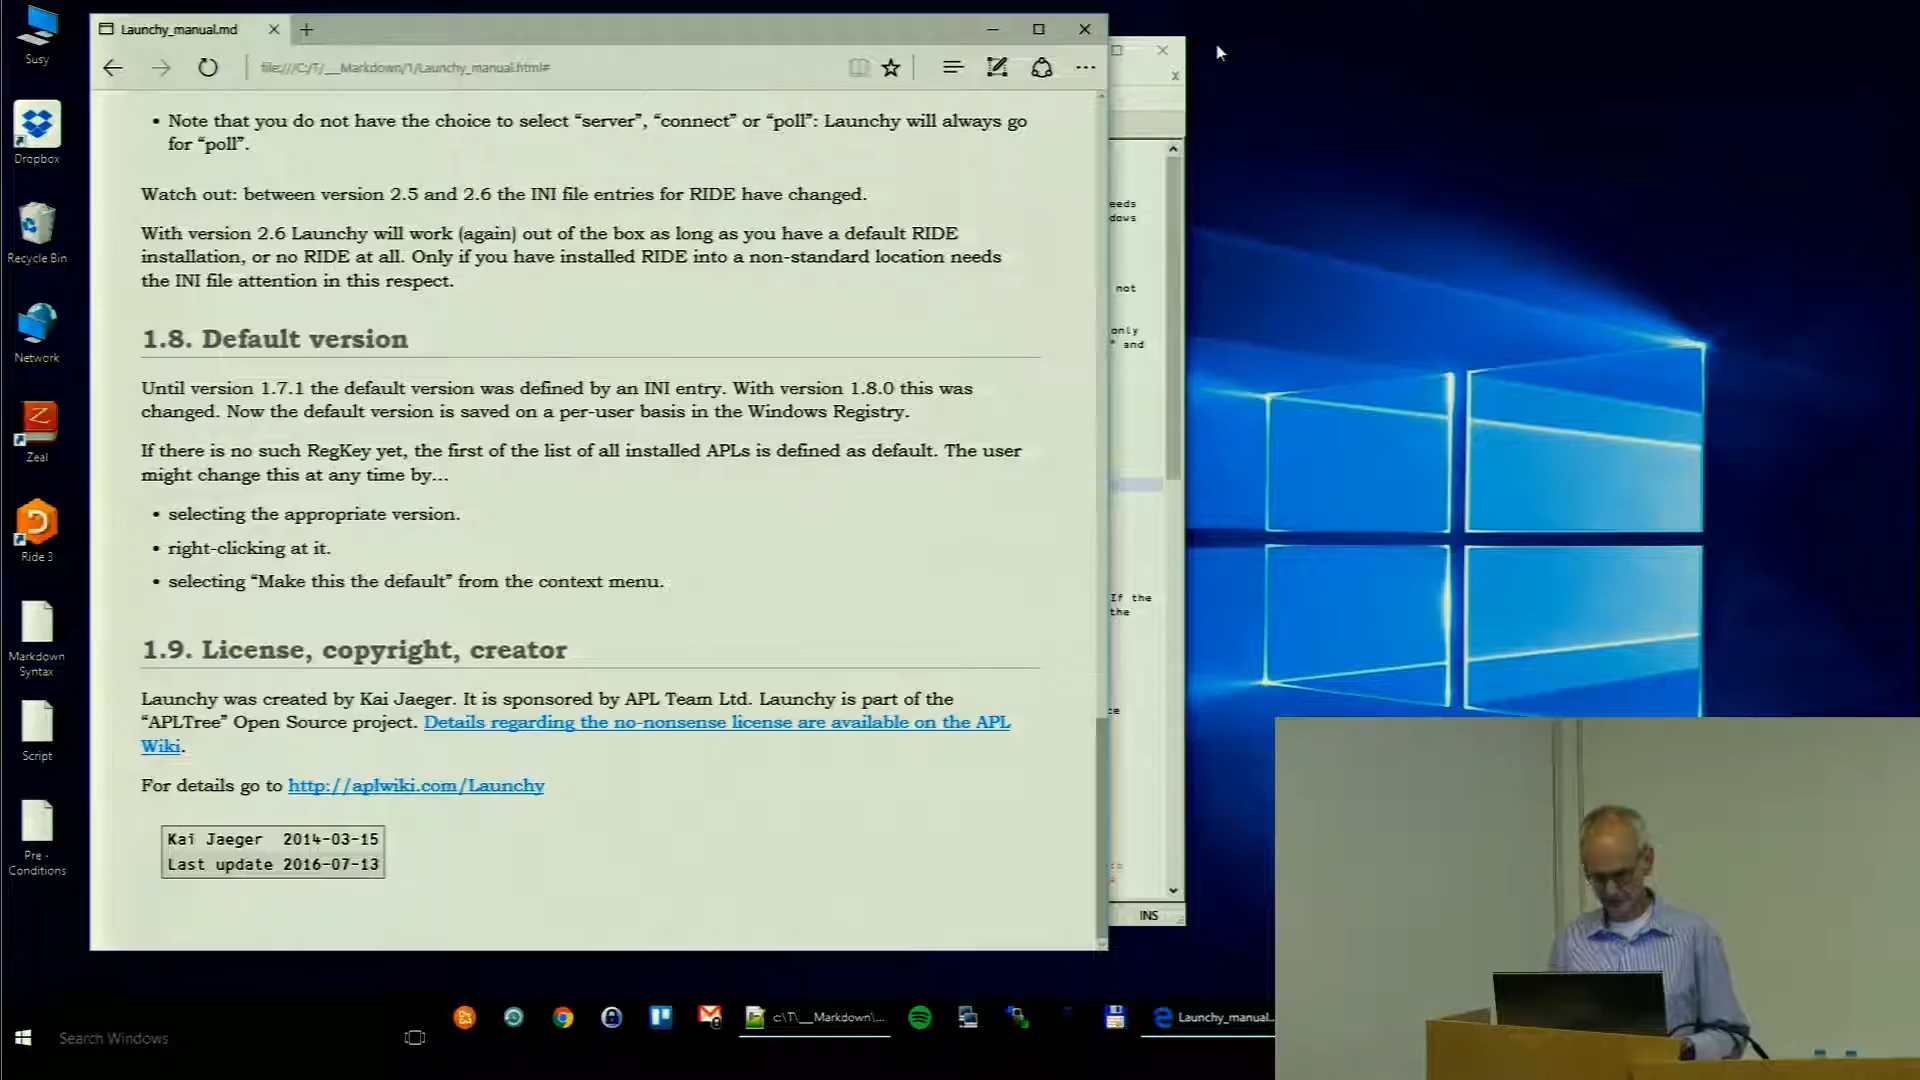 Susy
Dropbox
Recycle Bin
Network
Zeal
Ride 3
Markdown
Syntax
Script
Pre -
Conditions
Launchy_manual.md
file:///C:/T/__Markdown/1/Launchy_manual.html#
• Note that you do not have the choice to select “server”, “connect” or “poll”: Launchy will always go
for “poll”.
Watch out: between version 2.5 and 2.6 the INI file entries for RIDE have changed.
With version 2.6 Launchy will work (again) out of the box as long as you have a default RIDE
installation, or no RIDE at all. Only if you have installed RIDE into a non-standard location needs
the INI file attention in this respect.
1.8. Default version
Until version 1.7.1 the default version was defined by an INI entry. With version 1.8.0 this was
changed. Now the default version is saved on a per-user basis in the Windows Registry.
If there is no such RegKey yet, the first of the list of all installed APLs is defined as default. The user
might change this at any time by…
• selecting the appropriate version.
• right-clicking at it.
• selecting “Make this the default” from the context menu.
1.9. License, copyright, creator
Launchy was created by Kai Jaeger. It is sponsored by APL Team Ltd. Launchy is part of the
“APLTree” Open Source project. Details regarding the no-nonsense license are available on the APL
Wiki.
For details go to http://aplwiki.com/Launchy
Kai Jaeger 2014-03-15
Last update 2016-07-13
eeds
dows
not
only
* and
If the
the
INS
Search Windows
c:\T\__Markdown\...
Launchy_manual...